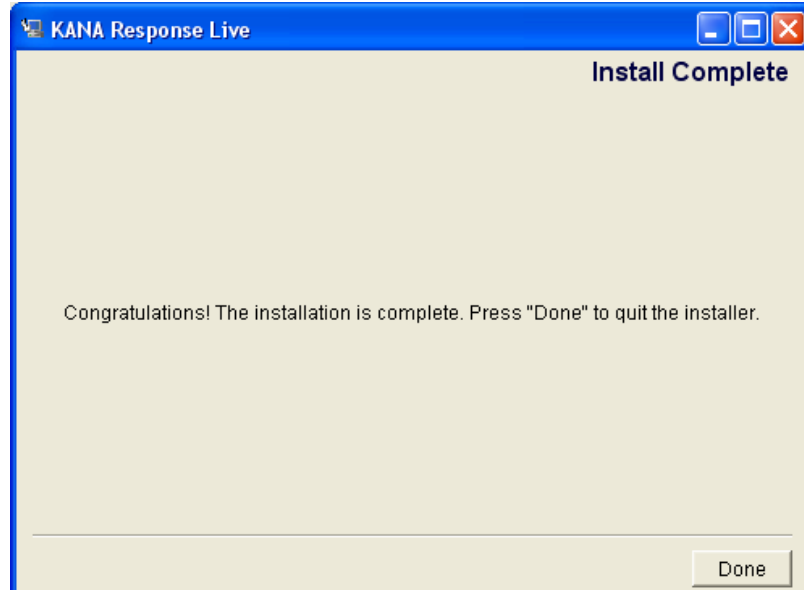 KANA Response Live
Install Complete
Congratulations! The installation is complete. Press "Done" to quit the installer.
Done